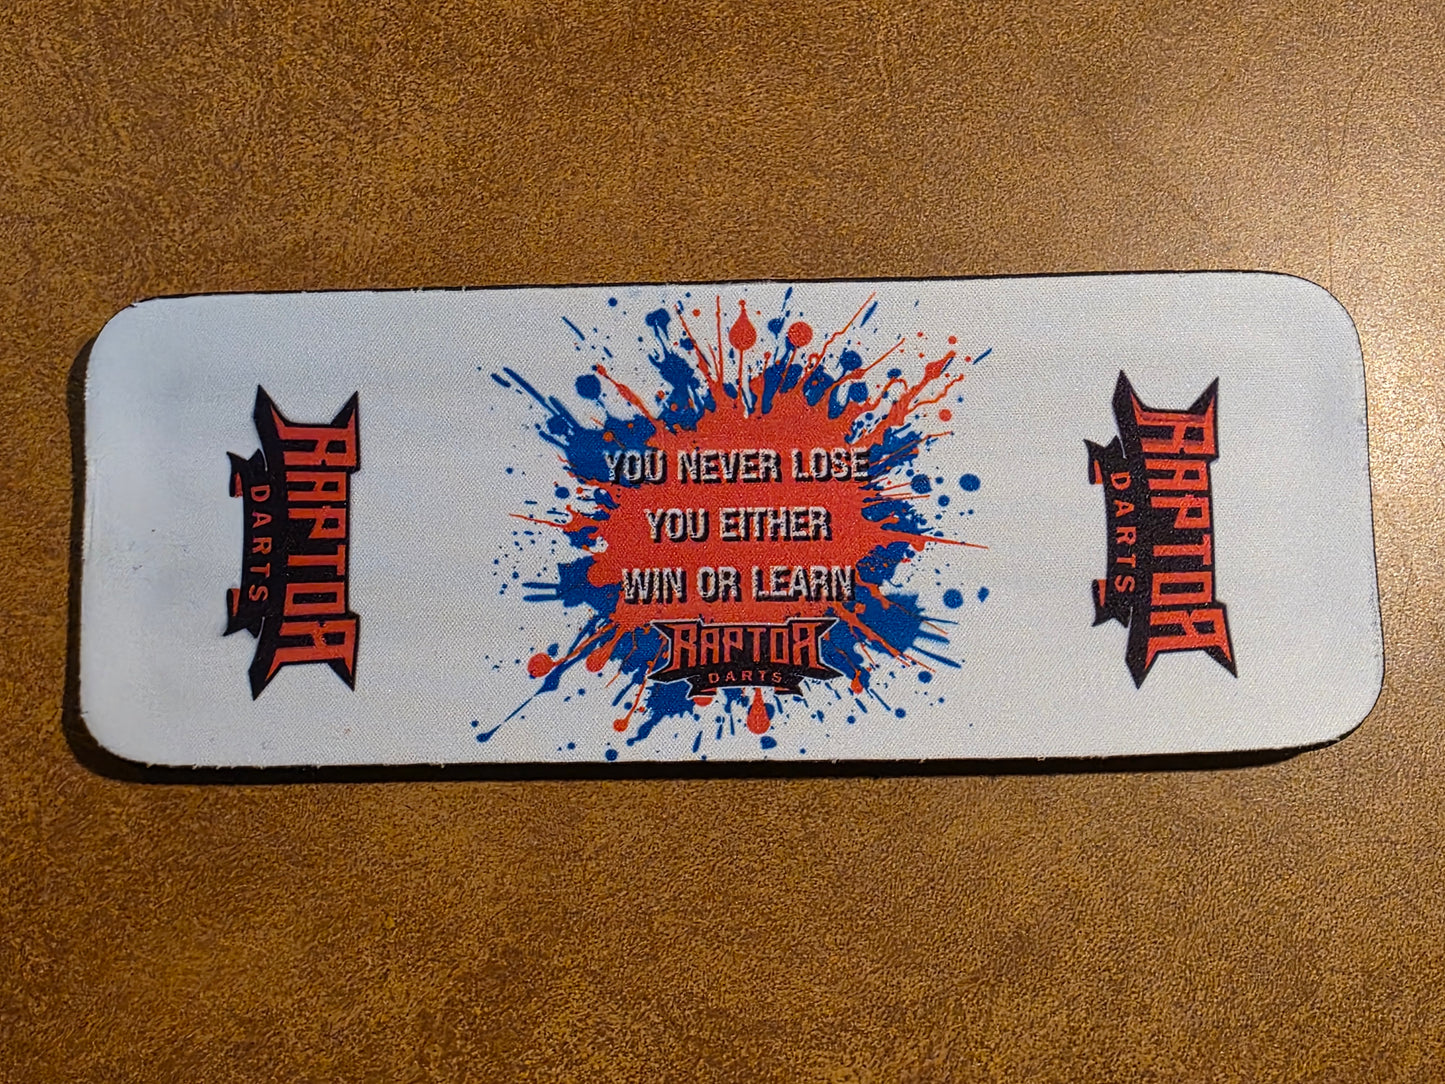 RAPTOR
DARTS
YOU NEVER LOSE
YOU EITHER
WIN OR LEARN
RAPTOR
DARTS
RAPTOR
DARTS